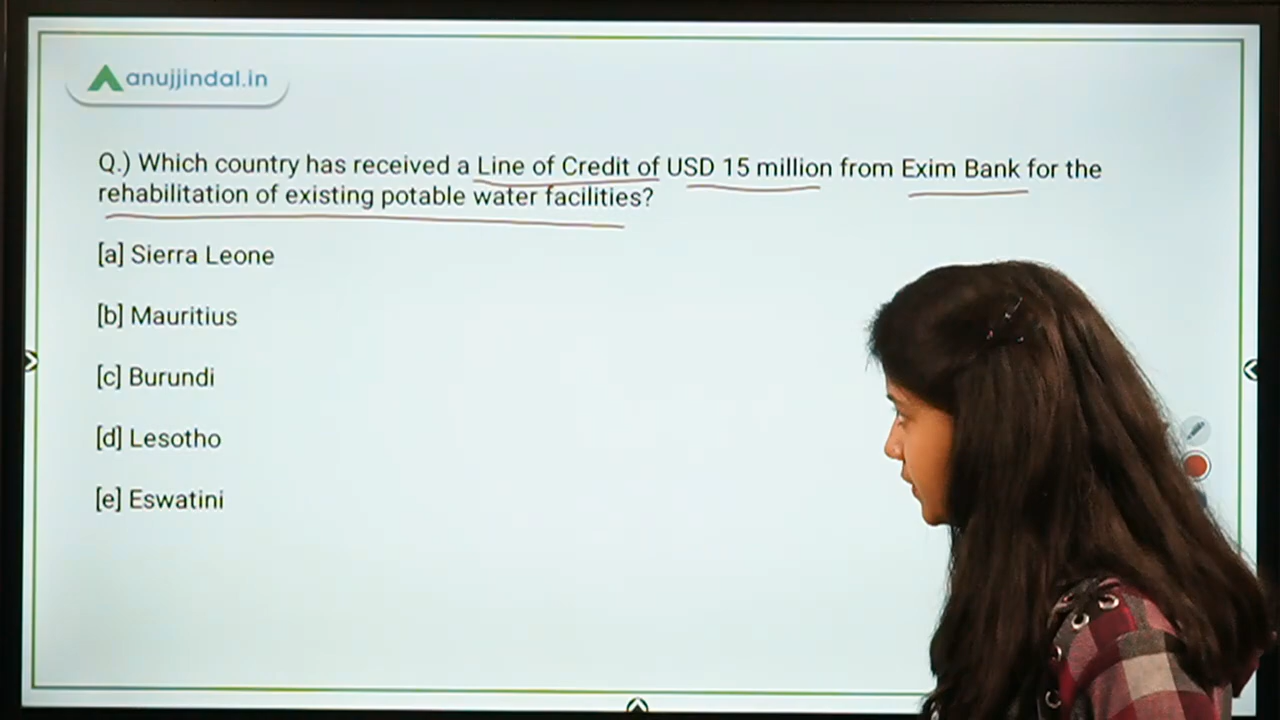 anujjindal.in
Q.) Which country has received a Line of Credit of USD 15 million from Exim Bank for the
rehabilitation of existing potable water facilities?
[a] Sierra Leone
[b] Mauritius
[c] Burundi
[d] Lesotho
[e] Eswatini